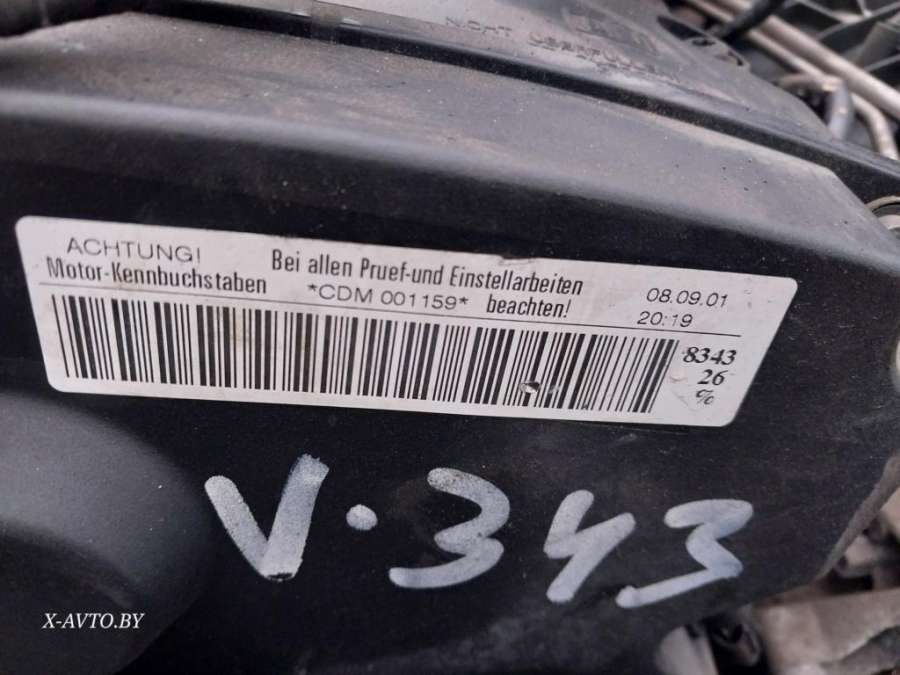 NICHT
ACHTUNG! Bei allen Pruef-und Einstellarbeiten 08.09.01
Motor-Kennbuchstaben *CDM 001159* beachten! 20:19
8343
26
%
V·343
X-AVTO.BY